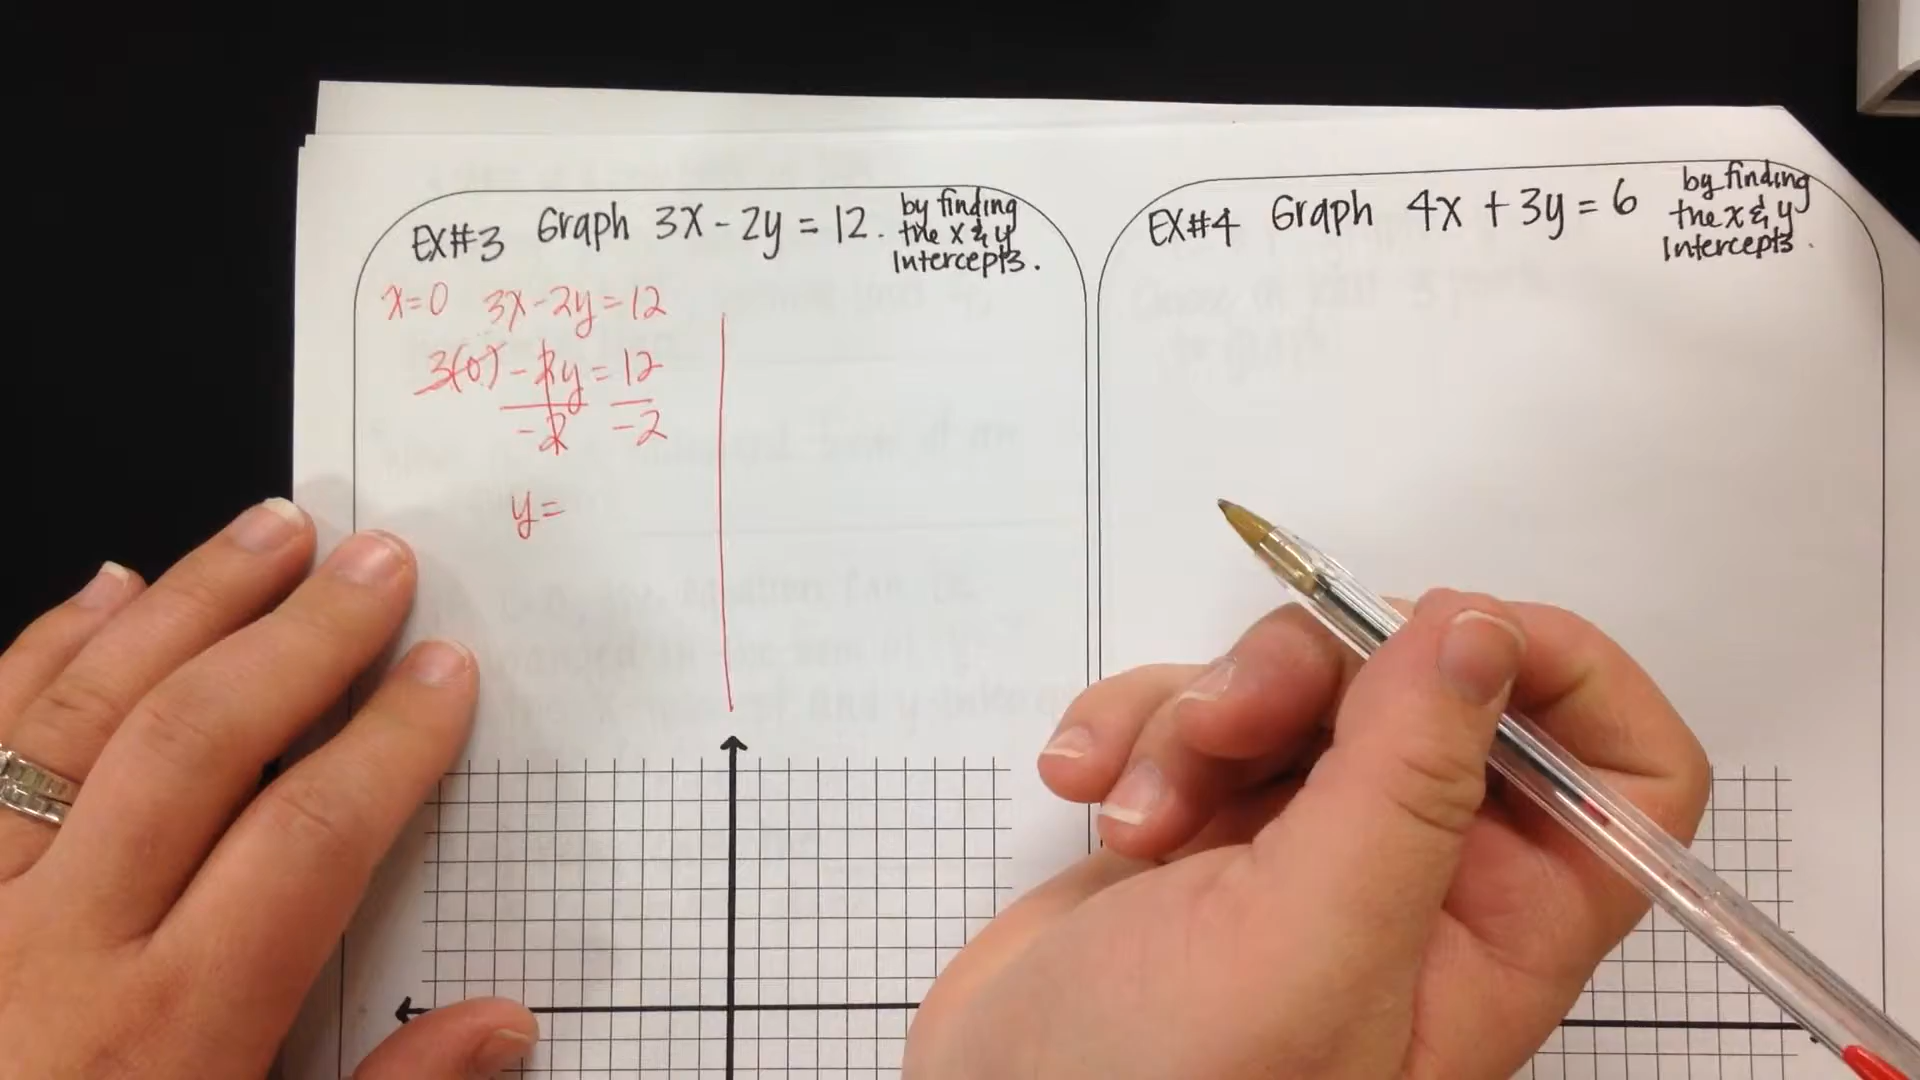 EX#3 Graph 3x - 2y = 12. by finding
the x & y
Intercepts.
x=0 3x-2y=12
3(0) - 2y = 12
-2 -2
y=
EX#4 Graph 4x + 3y = 6 by finding
the x & y
Intercepts.